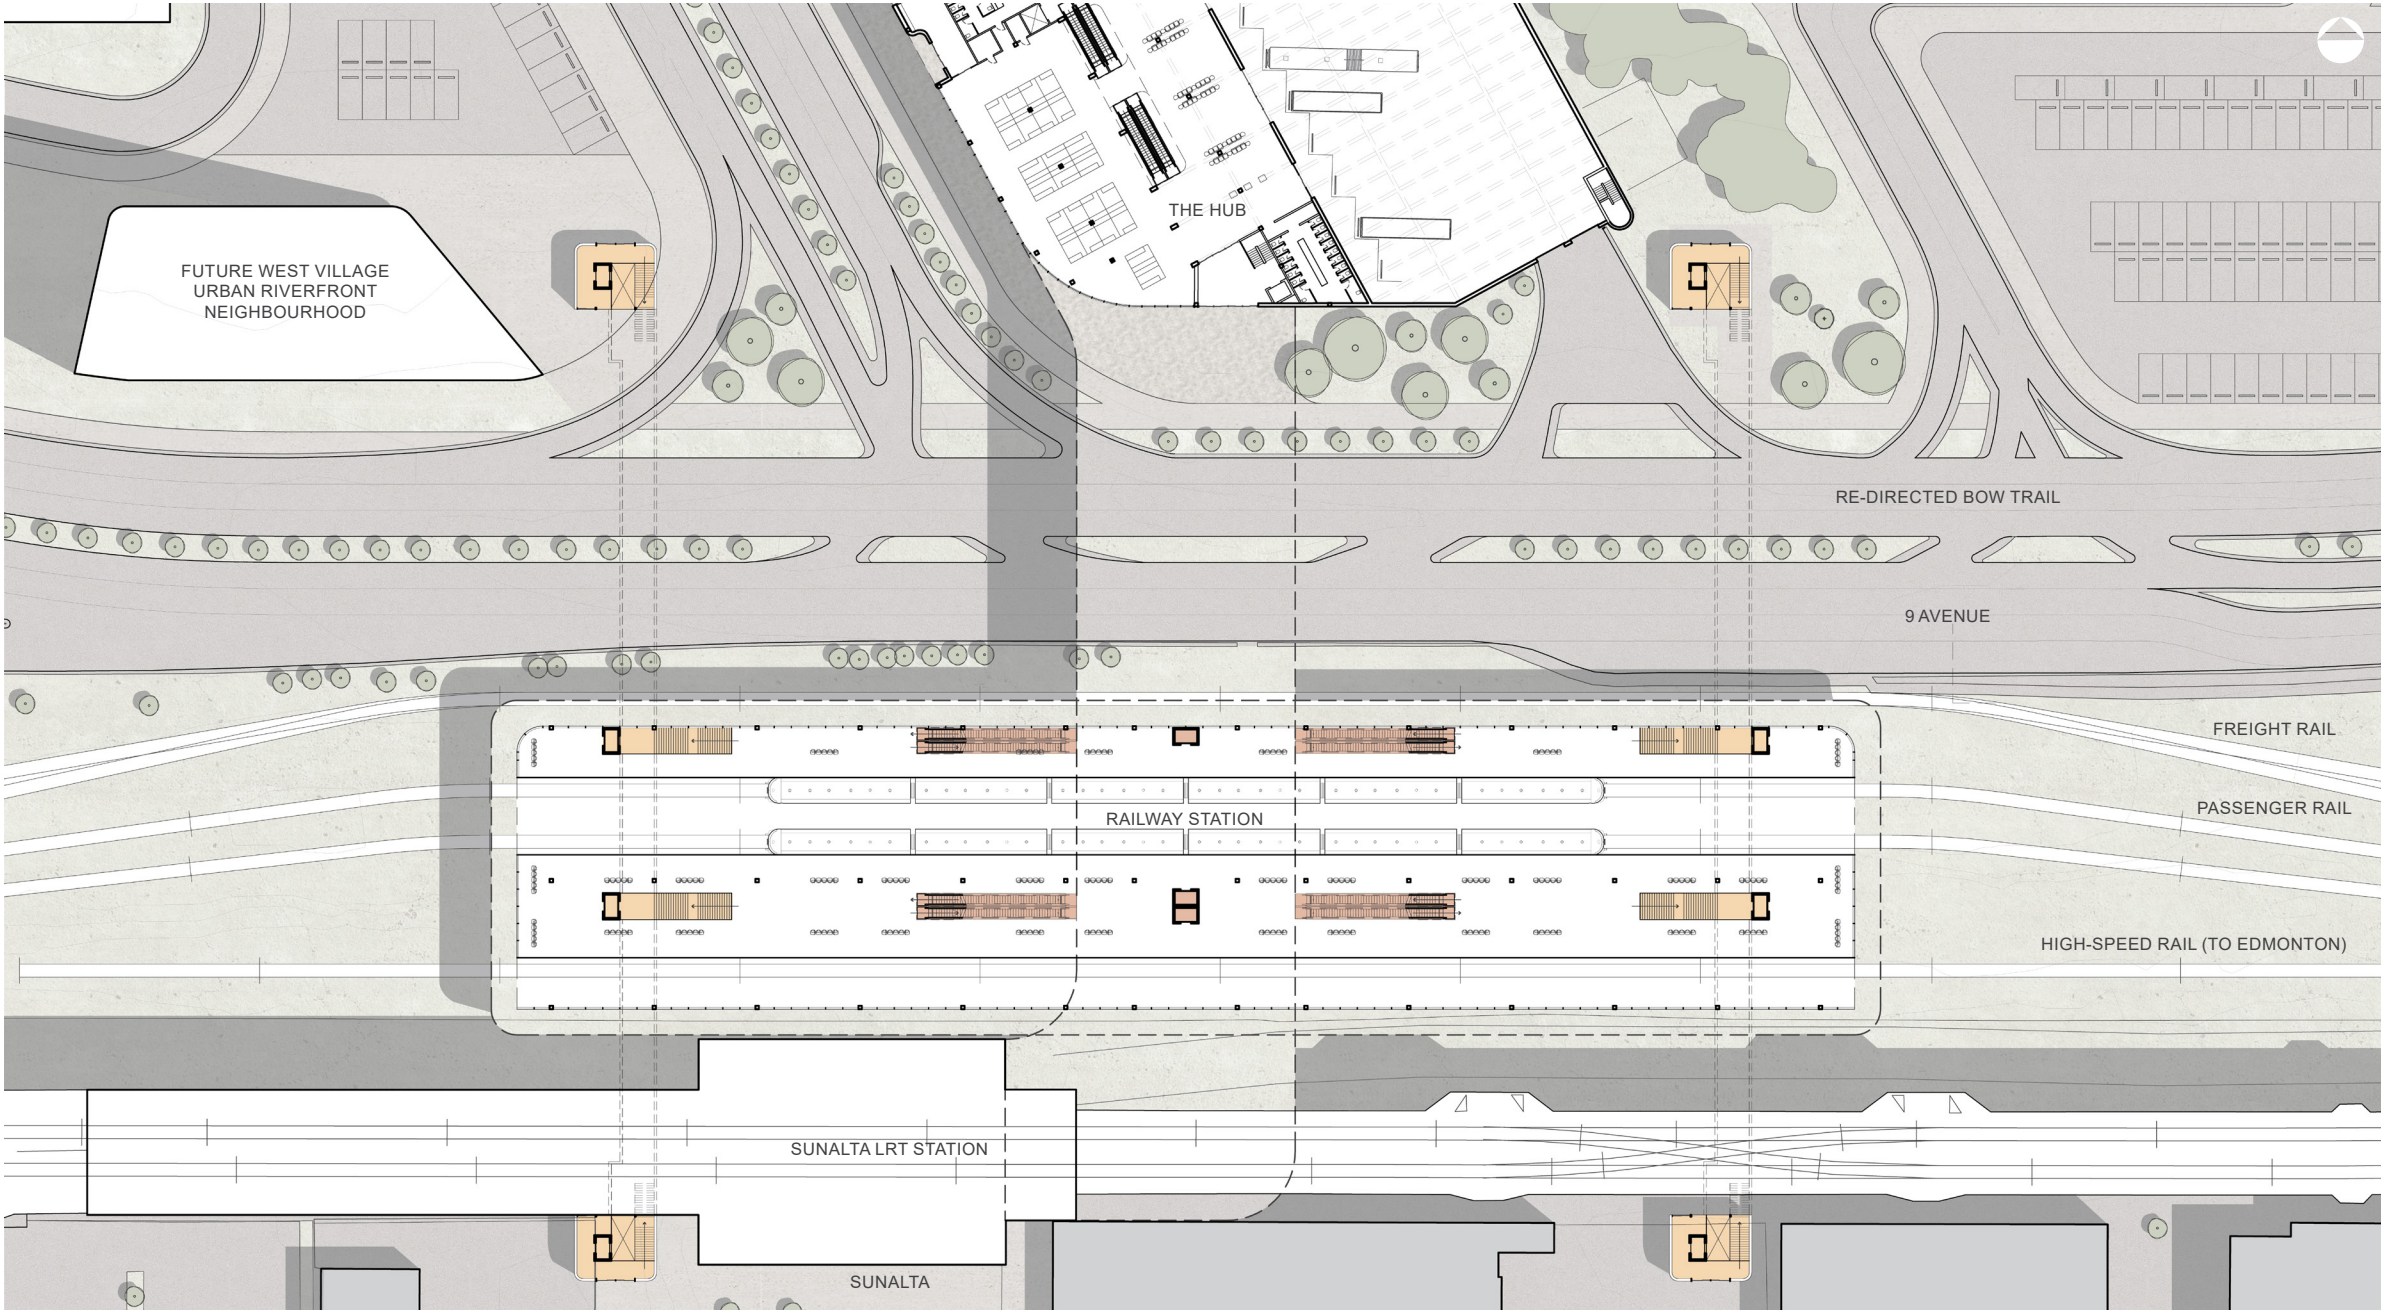 THE HUB
FUTURE WEST VILLAGE
URBAN RIVERFRONT
NEIGHBOURHOOD
RE-DIRECTED BOW TRAIL
9 AVENUE
FREIGHT RAIL
PASSENGER RAIL
RAILWAY STATION
HIGH-SPEED RAIL (TO EDMONTON)
SUNALTA LRT STATION
SUNALTA